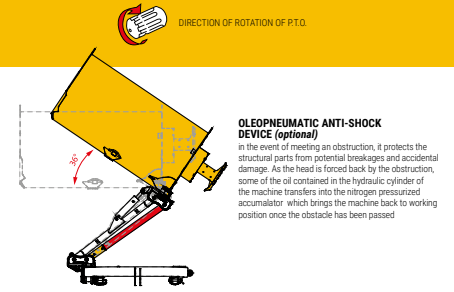 DIRECTION OF ROTATION OF P.T.O.
36°
OLEOPNEUMATIC ANTI-SHOCK
DEVICE (optional)
in the event of meeting an obstruction, it protects the
structural parts from potential breakages and accidental
damage. As the head is forced back by the obstruction,
some of the oil contained in the hydraulic cylinder of
the machine transfers into the nitrogen pressurized
accumalator which brings the machine back to working
position once the obstacle has been passed